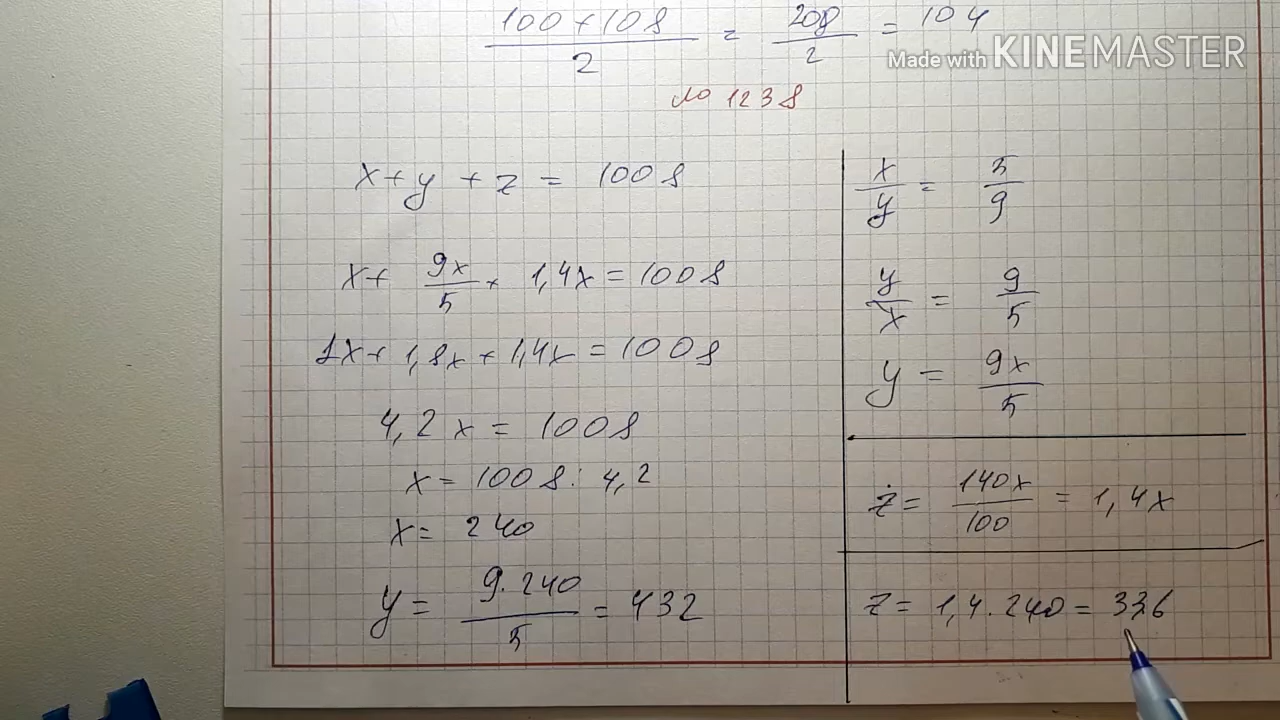 100 + 108 / 2 = 208 / 2 = 104
Made with KINEMASTER
№ 1238
x + y + z = 1008
x + 9x/5 + 1,4x = 1008
1x + 1,8x + 1,4x = 1008
4,2x = 1008
x = 1008 : 4,2
x = 240
y = 9·240 / 5 = 432
x/y = 5/9
y/x = 9/5
y = 9x/5
z = 140x/100 = 1,4x
z = 1,4·240 = 336